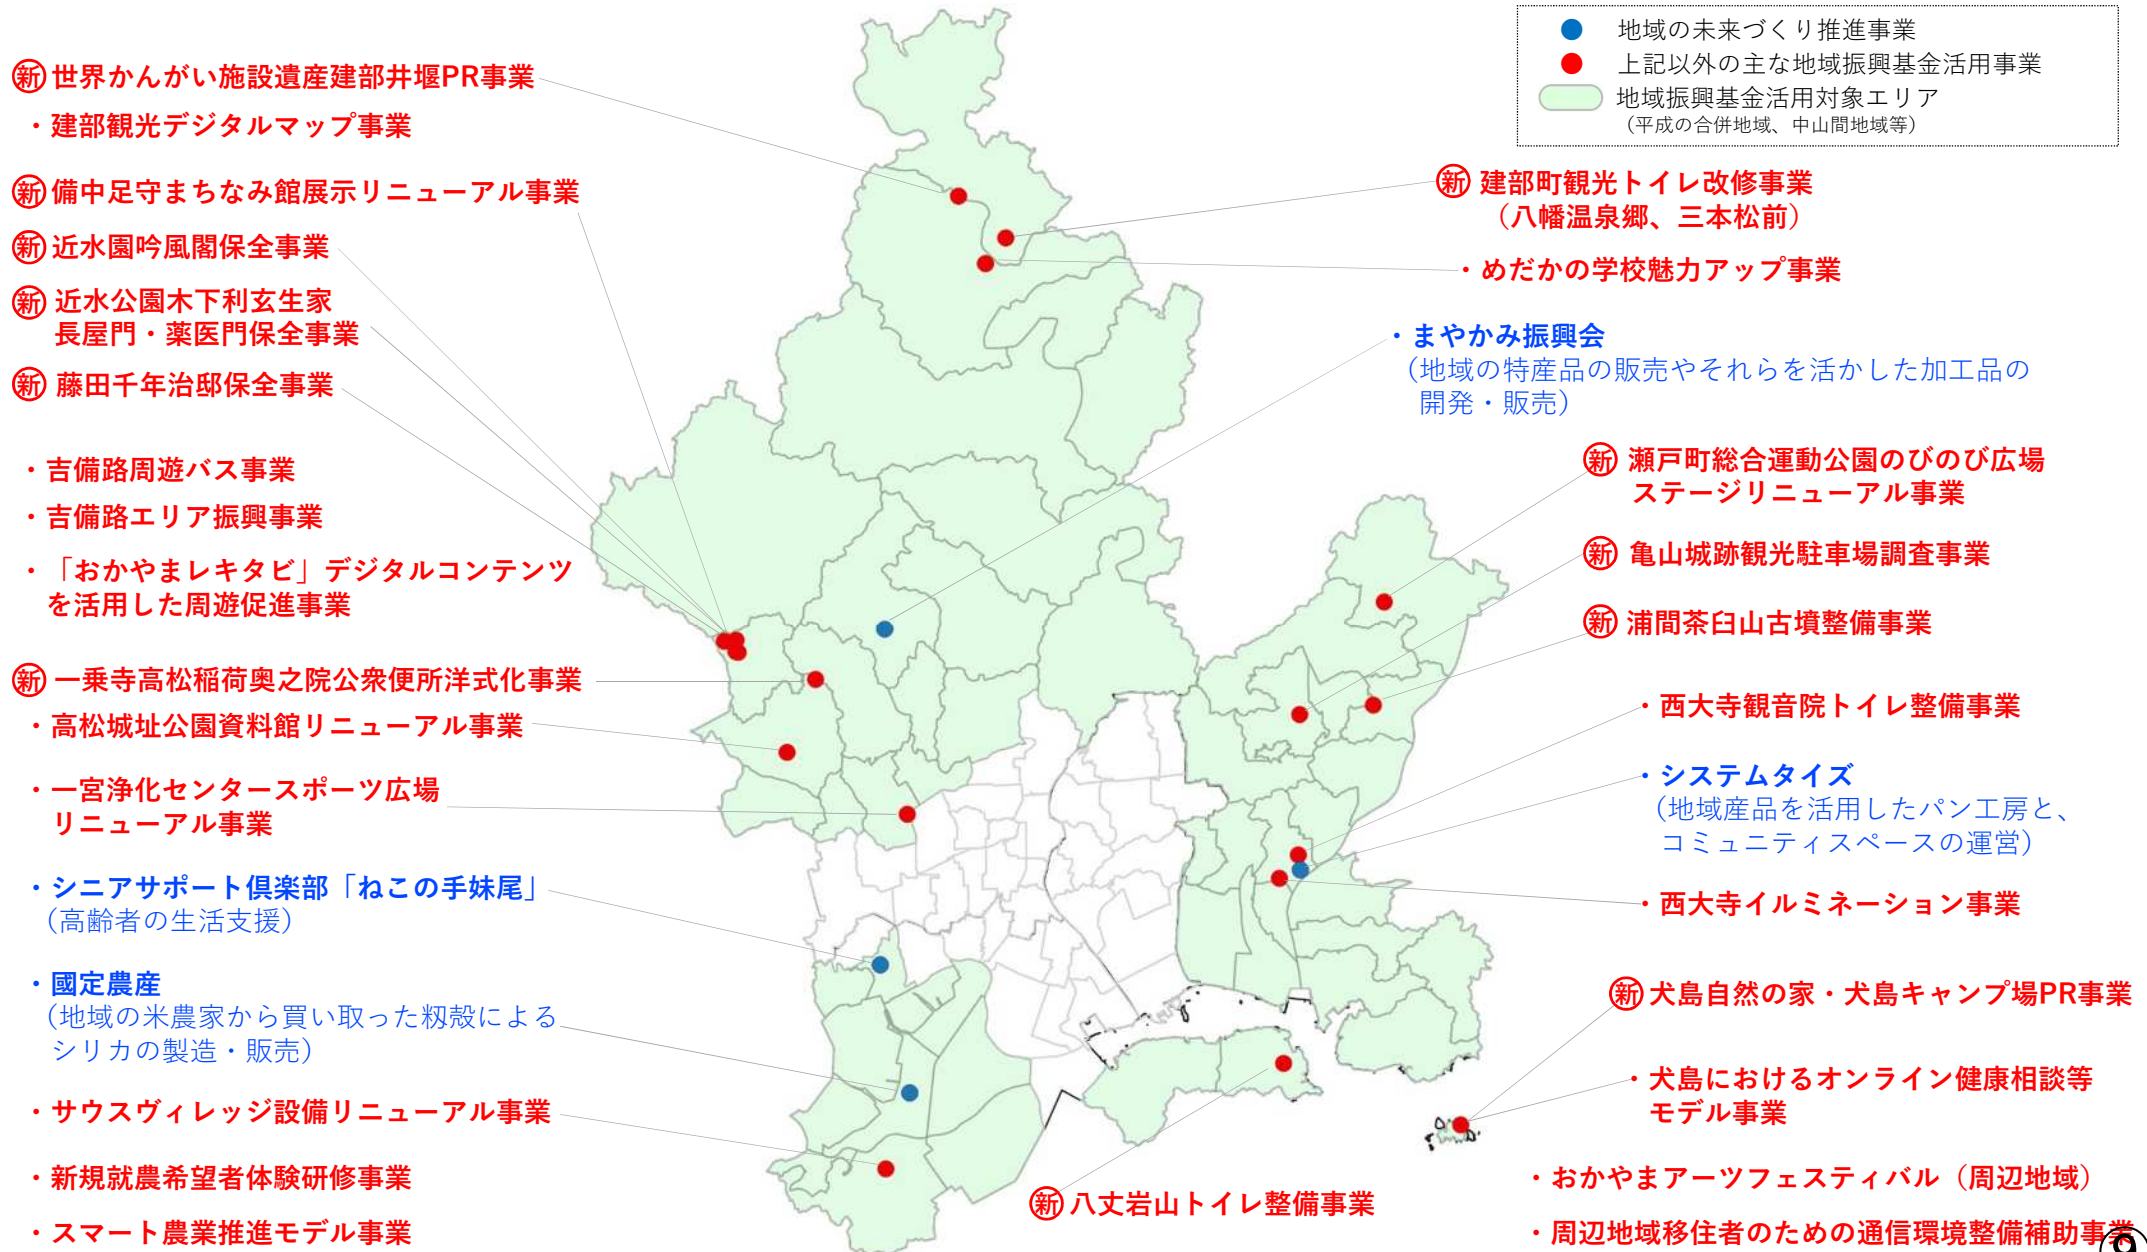 地域の未来づくり推進事業
上記以外の主な地域振興基金活用事業
地域振興基金活用対象エリア
（平成の合併地域、中山間地域等）
新 世界かんがい施設遺産建部井堰PR事業
・建部観光デジタルマップ事業
新 備中足守まちなみ館展示リニューアル事業
新 近水園吟風閣保全事業
新 近水公園木下利玄生家
長屋門・薬医門保全事業
新 藤田千年治邸保全事業
・吉備路周遊バス事業
・吉備路エリア振興事業
・「おかやまレキタビ」デジタルコンテンツ
を活用した周遊促進事業
新 一乗寺高松稲荷奥之院公衆便所洋式化事業
・高松城址公園資料館リニューアル事業
・一宮浄化センタースポーツ広場
リニューアル事業
・シニアサポート倶楽部「ねこの手妹尾」
（高齢者の生活支援）
・國定農産
（地域の米農家から買い取った籾殻による
シリカの製造・販売）
・サウスヴィレッジ設備リニューアル事業
・新規就農希望者体験研修事業
・スマート農業推進モデル事業
新 建部町観光トイレ改修事業
（八幡温泉郷、三本松前）
・めだかの学校魅力アップ事業
・まやかみ振興会
（地域の特産品の販売やそれらを活かした加工品の
開発・販売）
新 瀬戸町総合運動公園のびのび広場
ステージリニューアル事業
新 亀山城跡観光駐車場調査事業
新 浦間茶臼山古墳整備事業
・西大寺観音院トイレ整備事業
・システムタイズ
（地域産品を活用したパン工房と、
コミュニティスペースの運営）
・西大寺イルミネーション事業
新 犬島自然の家・犬島キャンプ場PR事業
・犬島におけるオンライン健康相談等
モデル事業
新 八丈岩山トイレ整備事業
・おかやまアーツフェスティバル（周辺地域）
・周辺地域移住者のための通信環境整備補助事業
9